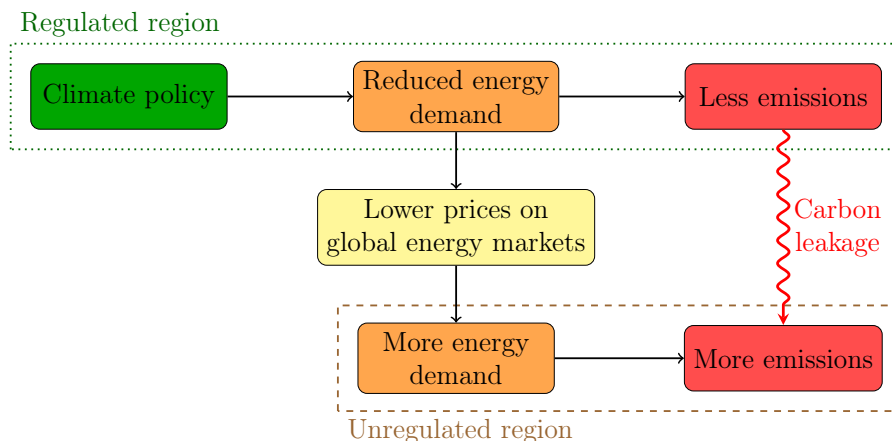 Regulated region
Climate policy
Reduced energy
demand
Less emissions
Lower prices on
global energy markets
Carbon
leakage
More energy
demand
More emissions
Unregulated region